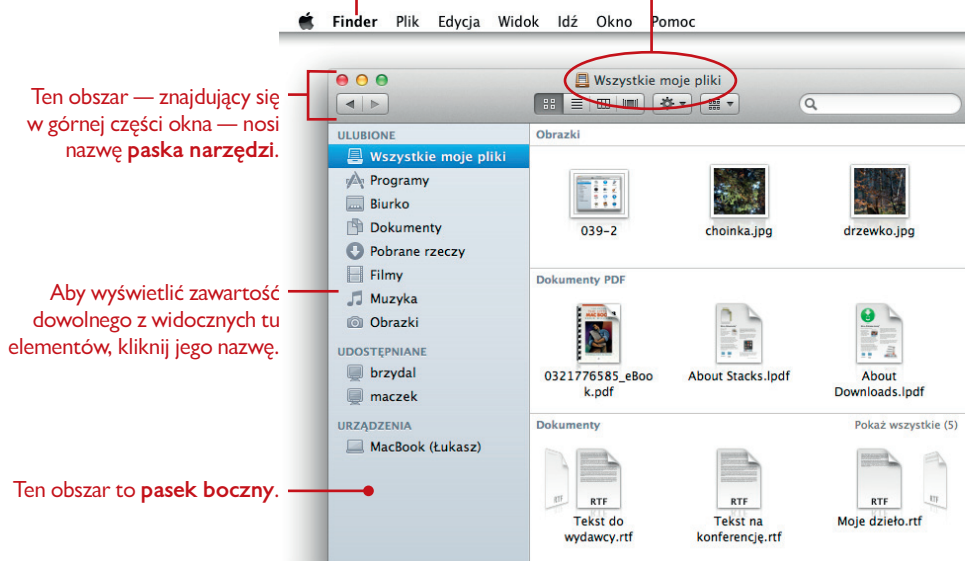 Finder Plik Edycja Widok Idź Okno Pomoc
Wszystkie moje pliki
Ten obszar — znajdujący się
w górnej części okna — nosi
nazwę paska narzędzi.
Aby wyświetlić zawartość
dowolnego z widocznych tu
elementów, kliknij jego nazwę.
Ten obszar to pasek boczny.
ULUBIONE
Wszystkie moje pliki
Programy
Biurko
Dokumenty
Pobrane rzeczy
Filmy
Muzyka
Obrazki
UDOSTĘPNIANE
brzydal
maczek
URZĄDZENIA
MacBook (Łukasz)
Obrazki
039-2 choinka.jpg drzewko.jpg
Dokumenty PDF
0321776585_eBoo
k.pdf
About Stacks.lpdf
About
Downloads.lpdf
Dokumenty Pokaż wszystkie (5)
RTF RTF RTF RTF RTF
Tekst do
wydawcy.rtf
Tekst na
konferencję.rtf
Moje dzieło.rtf